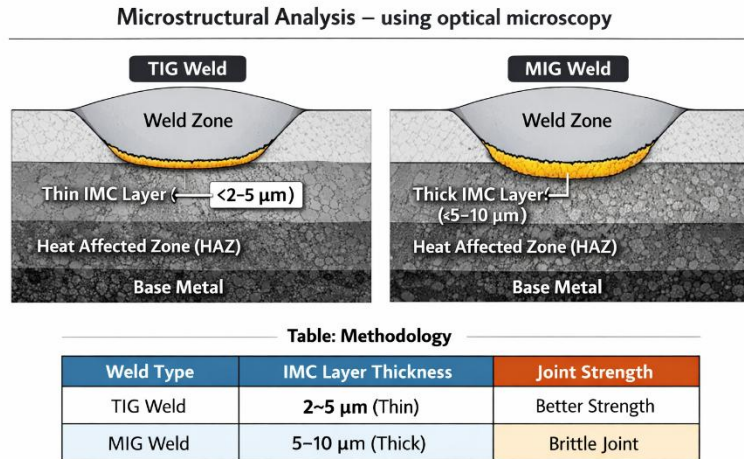 Microstructural Analysis – using optical microscopy
TIG Weld
Weld Zone
Thin IMC Layer (
<2–5 μm)
Heat Affected Zone (HAZ)
Base Metal
MIG Weld
Weld Zone
Thick IMC Layer:
(≤5–10 μm)
Heat Affected Zone (HAZ)
Base Metal
Table: Methodology
Weld Type IMC Layer Thickness Joint Strength
TIG Weld 2~5 μm (Thin) Better Strength
MIG Weld 5–10 μm (Thick) Brittle Joint